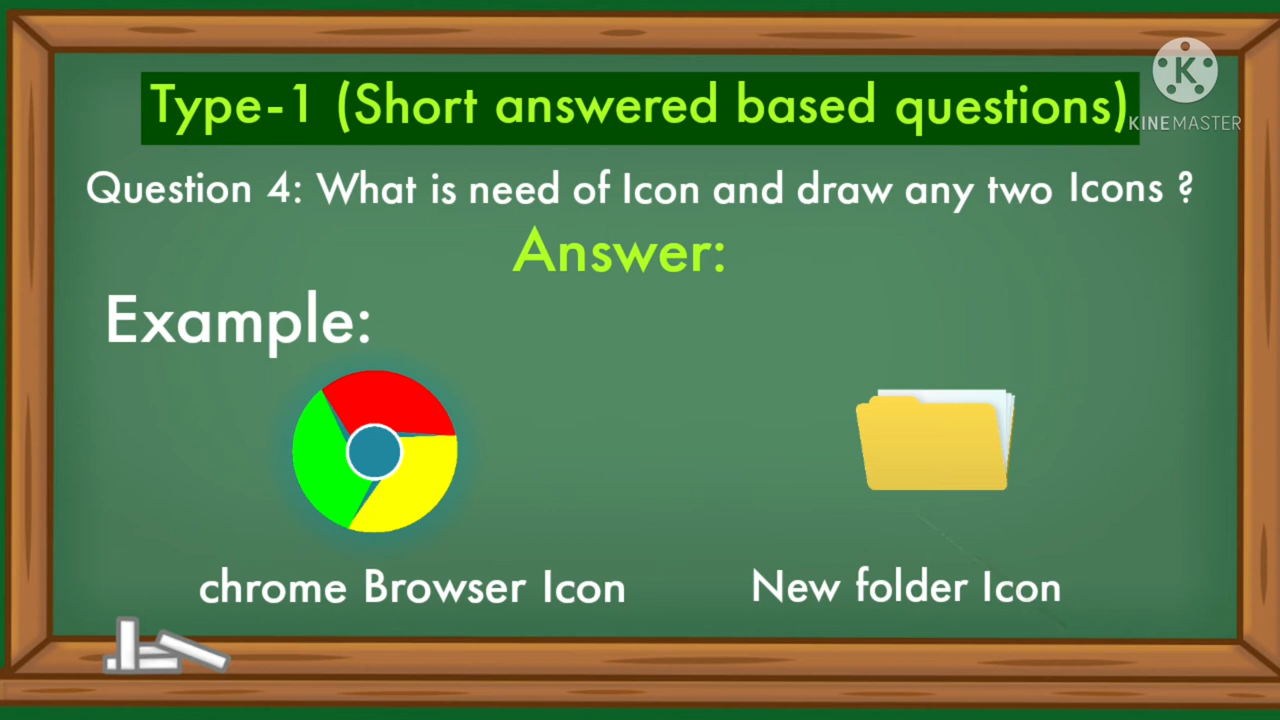 Type-1 (Short answered based questions)
K
KINEMASTER
Question 4: What is need of Icon and draw any two Icons ?
Answer:
Example:
chrome Browser Icon
New folder Icon